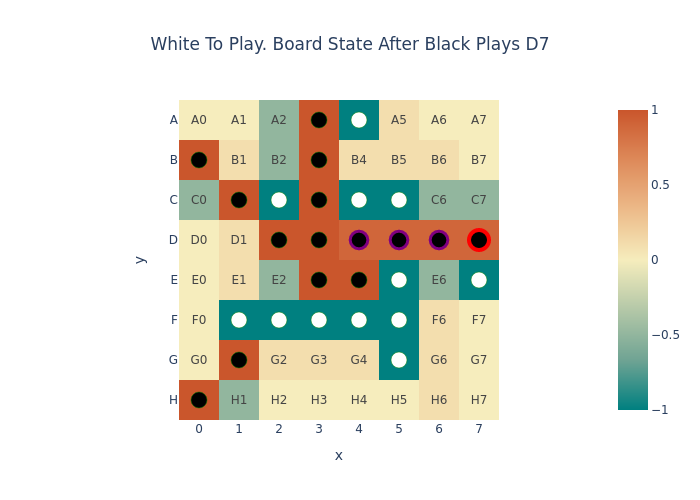 White To Play. Board State After Black Plays D7
A A0 A1 A2 A5 A6 A7
B B1 B2 B4 B5 B6 B7
C C0 C6 C7
D D0 D1
E E0 E1 E2 E6
F F0 F6 F7
G G0 G2 G3 G4 G6 G7
H H1 H2 H3 H4 H5 H6 H7
0 1 2 3 4 5 6 7
x
y
1
0.5
0
−0.5
−1